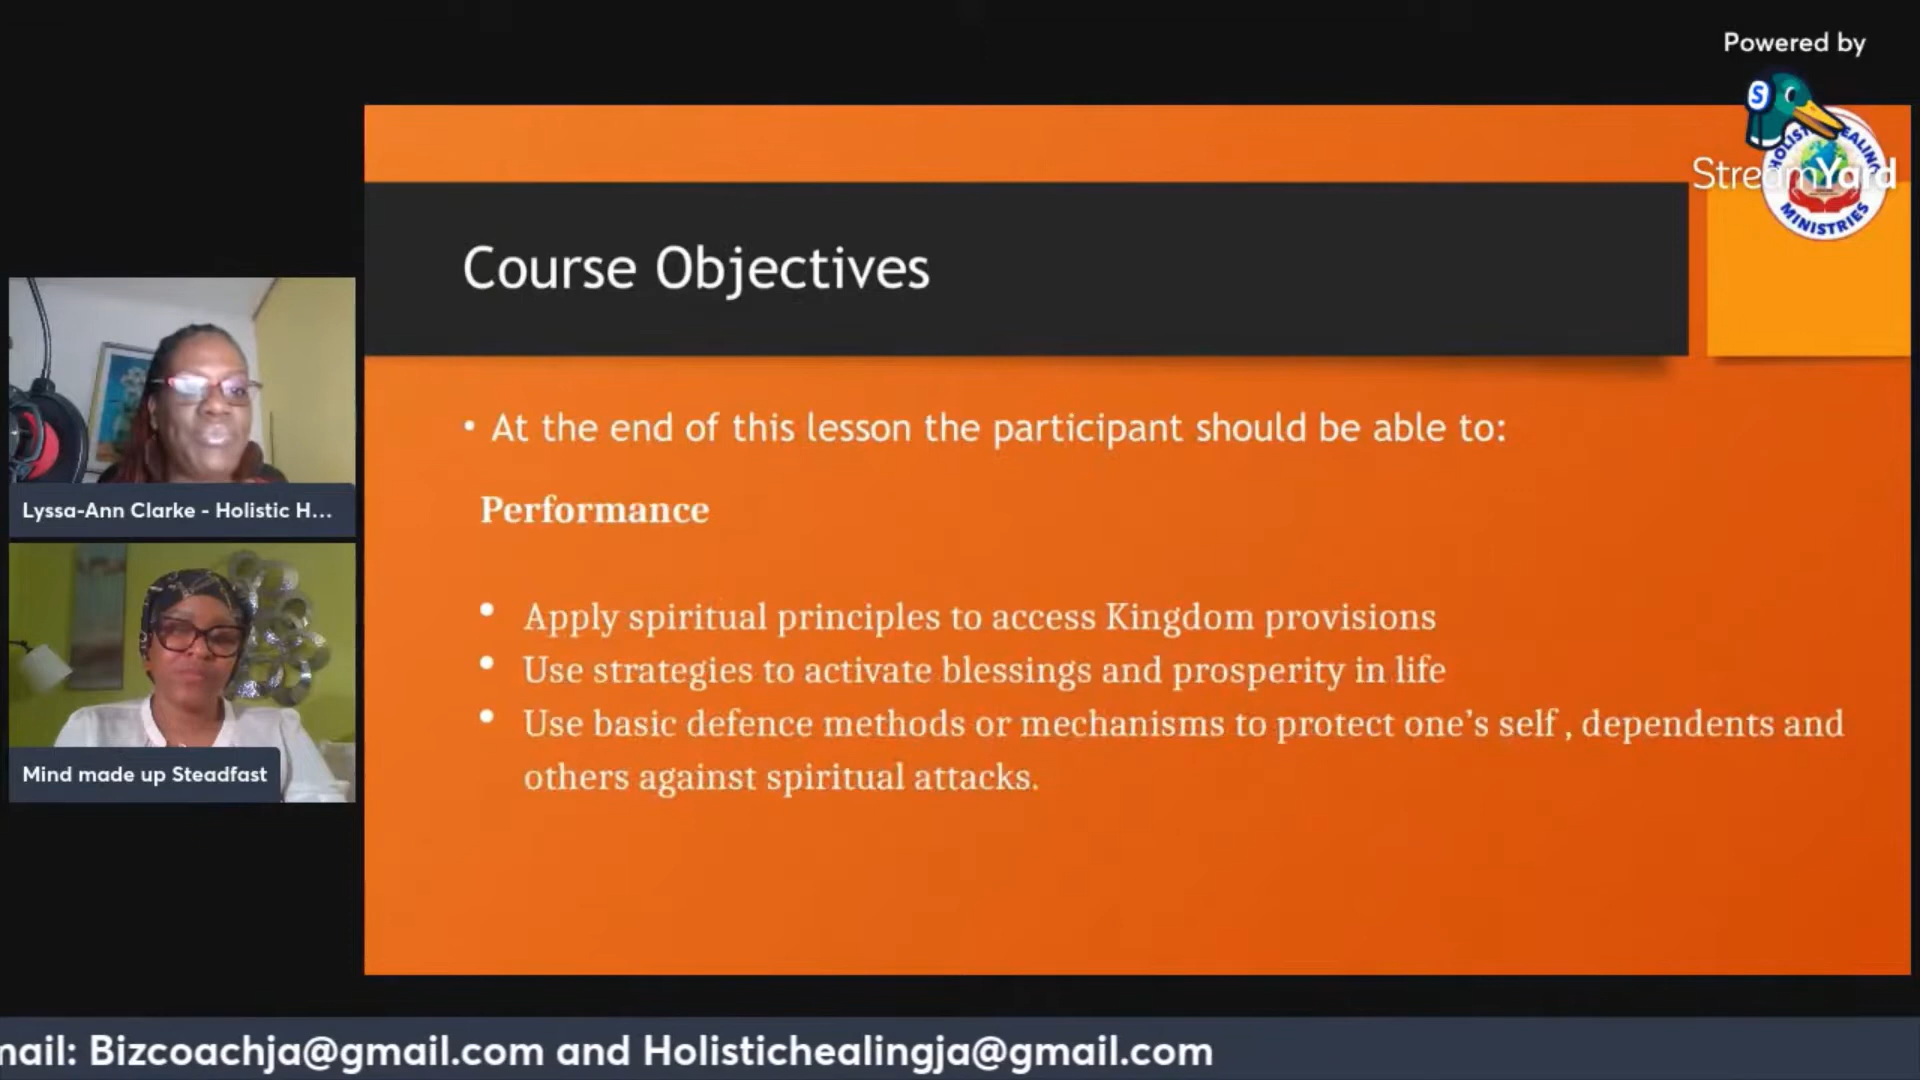 Powered by
S
StreamYard
HOLISTIC HEALING
MINISTRIES
Course Objectives
• At the end of this lesson the participant should be able to:
Performance
• Apply spiritual principles to access Kingdom provisions
• Use strategies to activate blessings and prosperity in life
• Use basic defence methods or mechanisms to protect one’s self , dependents and
others against spiritual attacks.
Lyssa-Ann Clarke - Holistic H...
Mind made up Steadfast
mail: Bizcoachja@gmail.com and Holistichealingja@gmail.com